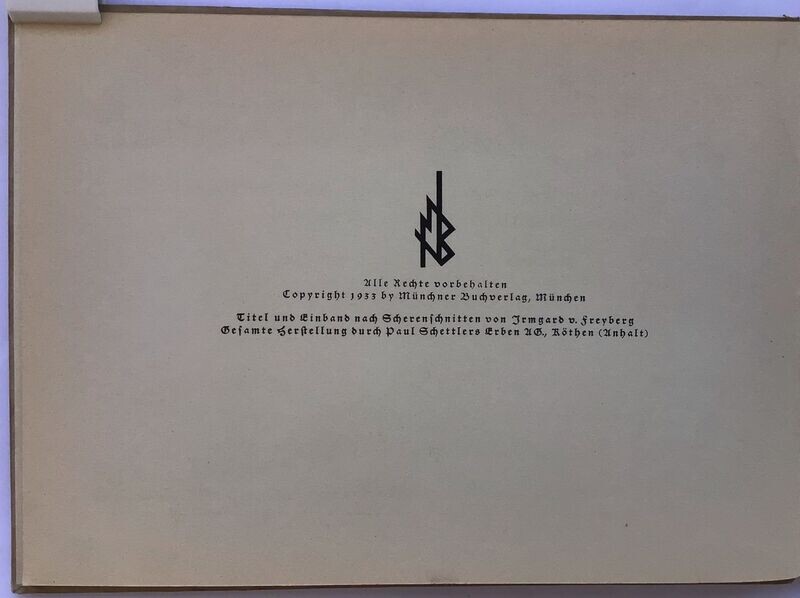 Alle Rechte vorbehalten
Copyright 1933 by Münchner Buchverlag, München
Titel und Einband nach Scherenschnitten von Irmgard v. Freyberg
Gesamte Herstellung durch Paul Schettlers Erben AG., Köthen (Anhalt)